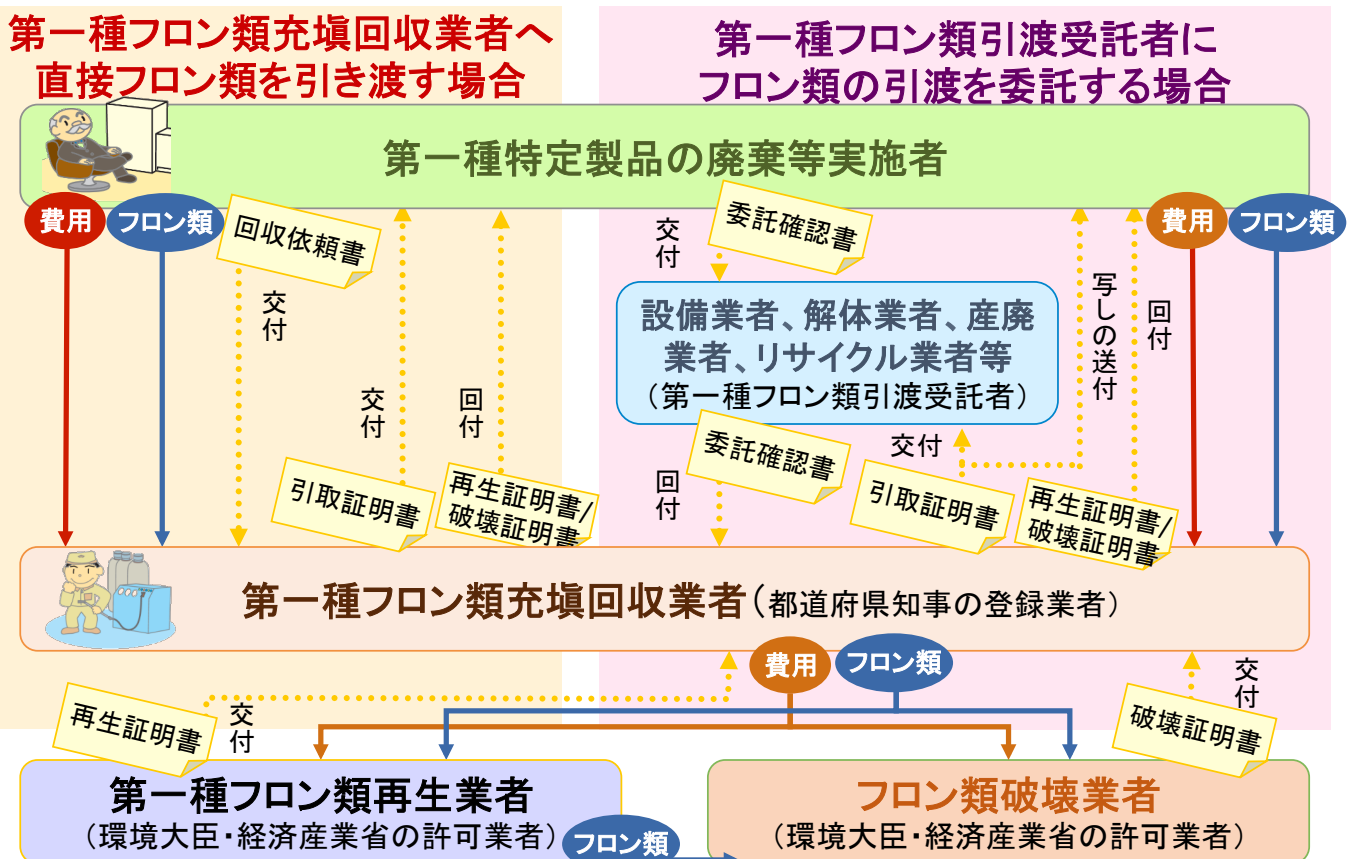 第一種フロン類充塡回収業者へ
直接フロン類を引き渡す場合
第一種フロン類引渡受託者に
フロン類の引渡を委託する場合
第一種特定製品の廃棄等実施者
費用
フロン類
回収依頼書
交付
交付
回付
引取証明書
再生証明書/
破壊証明書
交付
委託確認書
設備業者、解体業者、産廃
業者、リサイクル業者等
（第一種フロン類引渡受託者）
委託確認書
回付
交付
引取証明書
写しの送付
回付
再生証明書/
破壊証明書
費用
フロン類
第一種フロン類充塡回収業者（都道府県知事の登録業者）
費用
フロン類
再生証明書
交付
破壊証明書
交付
第一種フロン類再生業者
（環境大臣・経済産業省の許可業者）
フロン類
フロン類破壊業者
（環境大臣・経済産業省の許可業者）